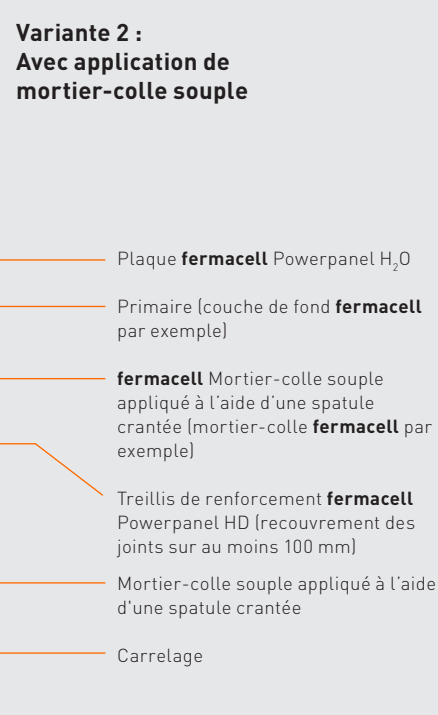 Variante 2 :
Avec application de
mortier-colle souple
Plaque fermacell Powerpanel H₂O
Primaire (couche de fond fermacell
par exemple)
fermacell Mortier-colle souple
appliqué à l'aide d'une spatule
crantée (mortier-colle fermacell par
exemple)
Treillis de renforcement fermacell
Powerpanel HD (recouvrement des
joints sur au moins 100 mm)
Mortier-colle souple appliqué à l'aide
d'une spatule crantée
Carrelage